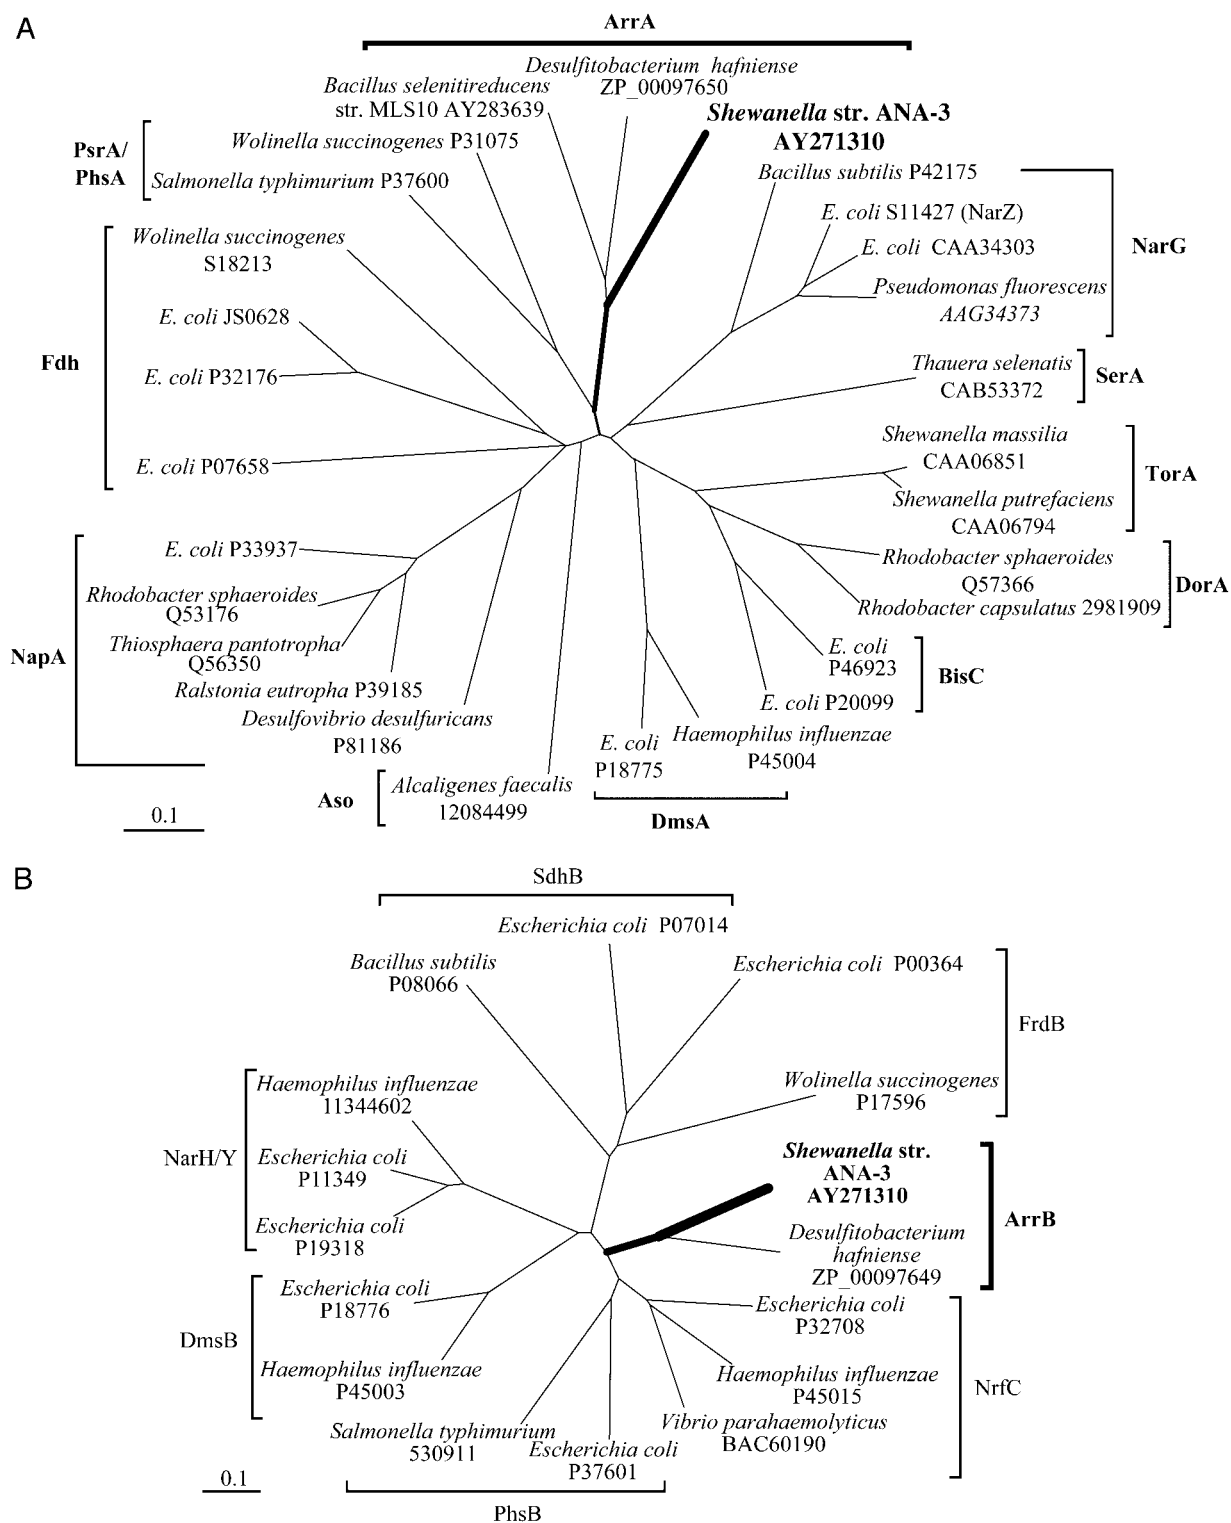 A
ArrA
Desulfitobacterium hafniense
ZP_00097650
Bacillus selenitireducens
str. MLS10 AY283639
Shewanella str. ANA-3
AY271310
PsrA/
PhsA
Wolinella succinogenes P31075
Salmonella typhimurium P37600
Bacillus subtilis P42175
E. coli S11427 (NarZ)
E. coli CAA34303
Pseudomonas fluorescens
AAG34373
NarG
Fdh
Wolinella succinogenes
S18213
E. coli JS0628
E. coli P32176
E. coli P07658
Thauera selenatis
CAB53372
SerA
Shewanella massilia
CAA06851
Shewanella putrefaciens
CAA06794
TorA
Rhodobacter sphaeroides
Q57366
Rhodobacter capsulatus 2981909
DorA
E. coli
P46923
E. coli P20099
BisC
NapA
E. coli P33937
Rhodobacter sphaeroides
Q53176
Thiosphaera pantotropha
Q56350
Ralstonia eutropha P39185
Desulfovibrio desulfuricans
P81186
Aso
Alcaligenes faecalis
12084499
E. coli
P18775
Haemophilus influenzae
P45004
DmsA
0.1
B
SdhB
Escherichia coli P07014
Bacillus subtilis
P08066
Escherichia coli P00364
Wolinella succinogenes
P17596
FrdB
NarH/Y
Haemophilus influenzae
11344602
Escherichia coli
P11349
Escherichia coli
P19318
Shewanella str.
ANA-3
AY271310
Desulfitobacterium
hafniense
ZP_00097649
ArrB
DmsB
Escherichia coli
P18776
Haemophilus influenzae
P45003
Escherichia coli
P32708
Haemophilus influenzae
P45015
Vibrio parahaemolyticus
BAC60190
NrfC
Salmonella typhimurium
530911
Escherichia coli
P37601
PhsB
0.1